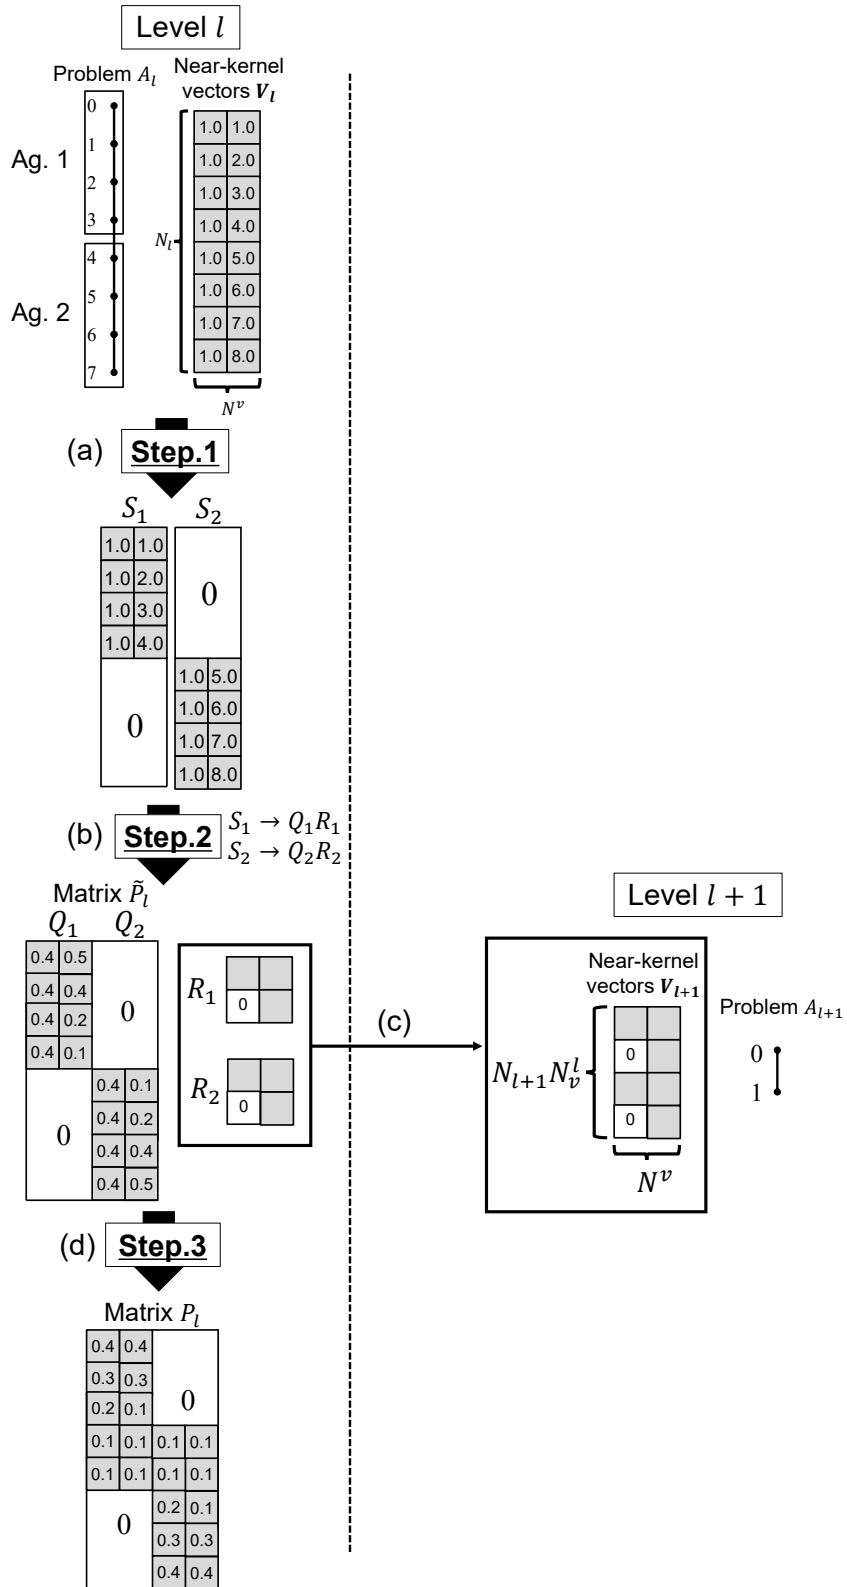 Level l
Problem A_l
Near-kernel
vectors V_l
Ag. 1
Ag. 2
0
1
2
3
4
5
6
7
N_l
1.0 1.0
1.0 2.0
1.0 3.0
1.0 4.0
1.0 5.0
1.0 6.0
1.0 7.0
1.0 8.0
N^v
(a) Step.1
S_1 S_2
1.0 1.0
1.0 2.0
1.0 3.0
1.0 4.0
0
0
1.0 5.0
1.0 6.0
1.0 7.0
1.0 8.0
(b) Step.2
S_1 → Q_1R_1
S_2 → Q_2R_2
Matrix P̃_l
Q_1 Q_2
0.4 0.5
0.4 0.4
0.4 0.2
0.4 0.1
0
0
0.4 0.1
0.4 0.2
0.4 0.4
0.4 0.5
R_1
0
R_2
0
(c)
Level l + 1
Near-kernel
vectors V_{l+1}
N_{l+1}N_v^l
0
0
N^v
Problem A_{l+1}
0
1
(d) Step.3
Matrix P_l
0.4 0.4
0.3 0.3
0.2 0.1
0
0.1 0.1 0.1 0.1
0.1 0.1 0.1 0.1
0
0.2 0.1
0.3 0.3
0.4 0.4